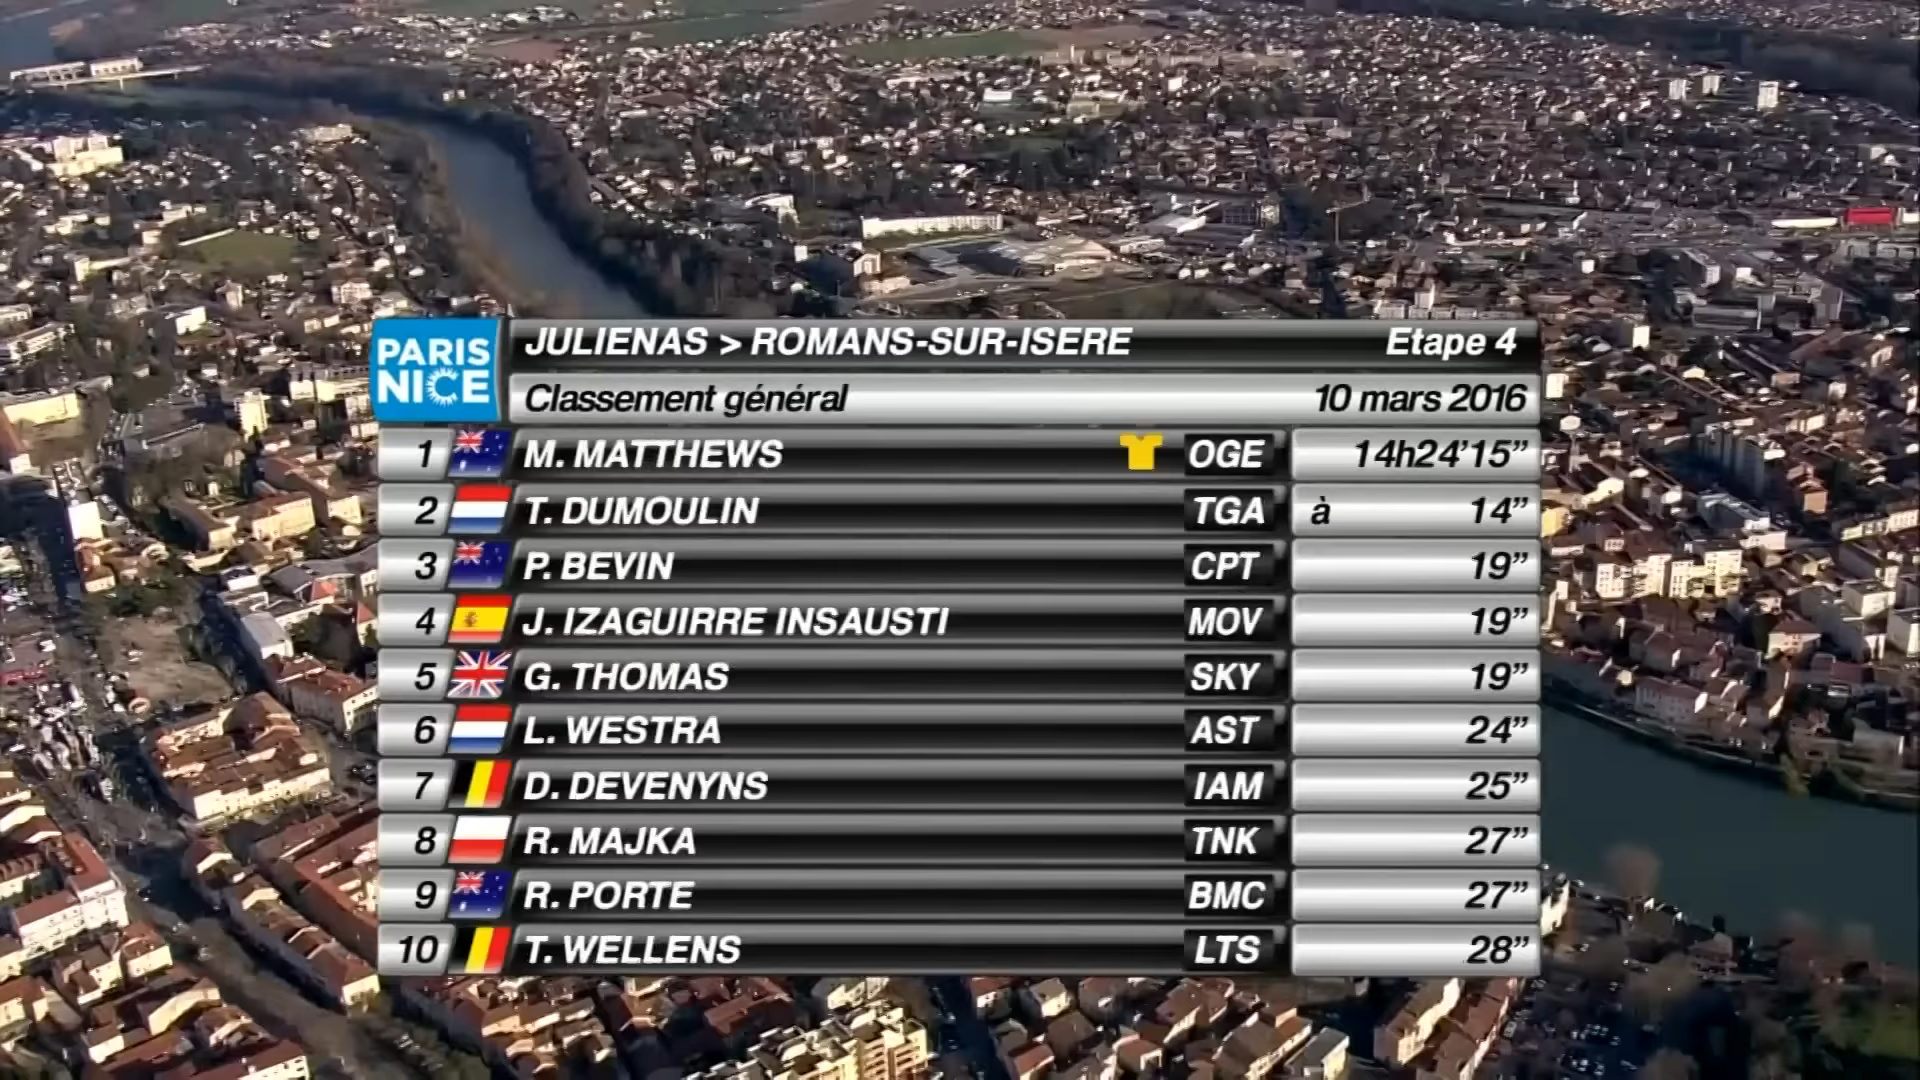 PARIS
NICE
JULIENAS > ROMANS-SUR-ISERE Etape 4
Classement général 10 mars 2016
1 M. MATTHEWS OGE 14h24'15”
2 T. DUMOULIN TGA à 14”
3 P. BEVIN CPT 19”
4 J. IZAGUIRRE INSAUSTI MOV 19”
5 G. THOMAS SKY 19”
6 L. WESTRA AST 24”
7 D. DEVENYNS IAM 25”
8 R. MAJKA TNK 27”
9 R. PORTE BMC 27”
10 T. WELLENS LTS 28”